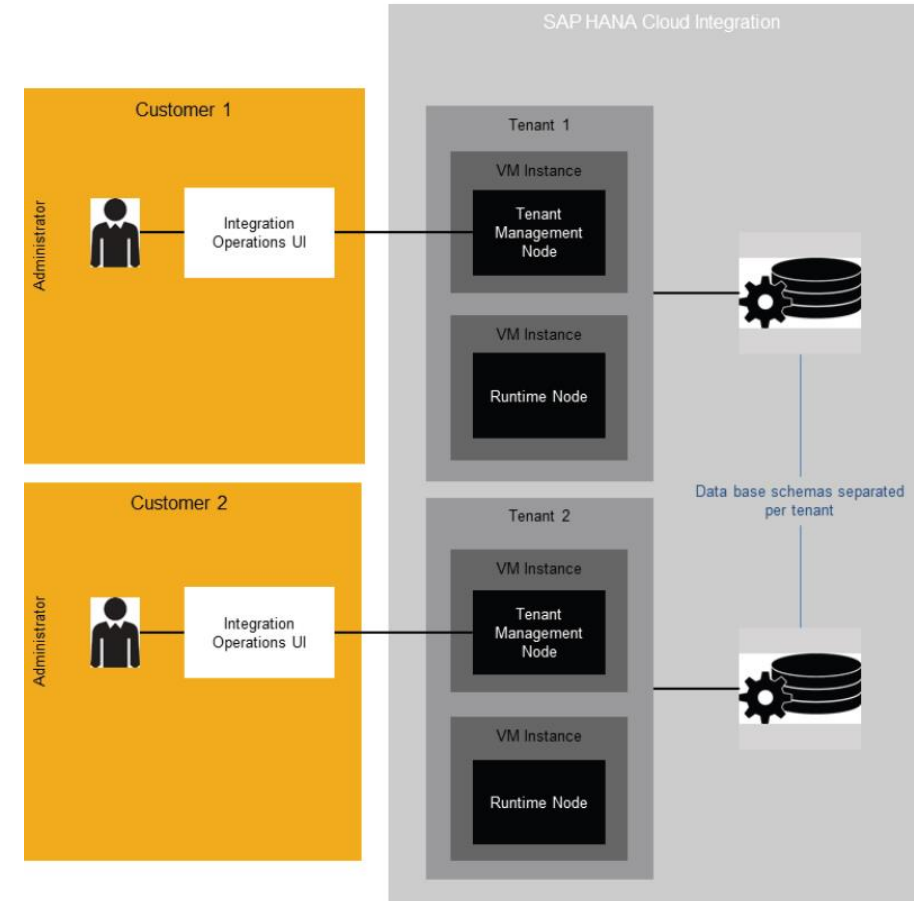 SAP HANA Cloud Integration
Customer 1
Administrator
Integration
Operations UI
Tenant 1
VM Instance
Tenant
Management
Node
VM Instance
Runtime Node
Data base schemas separated
per tenant
Customer 2
Administrator
Integration
Operations UI
Tenant 2
VM Instance
Tenant
Management
Node
VM Instance
Runtime Node